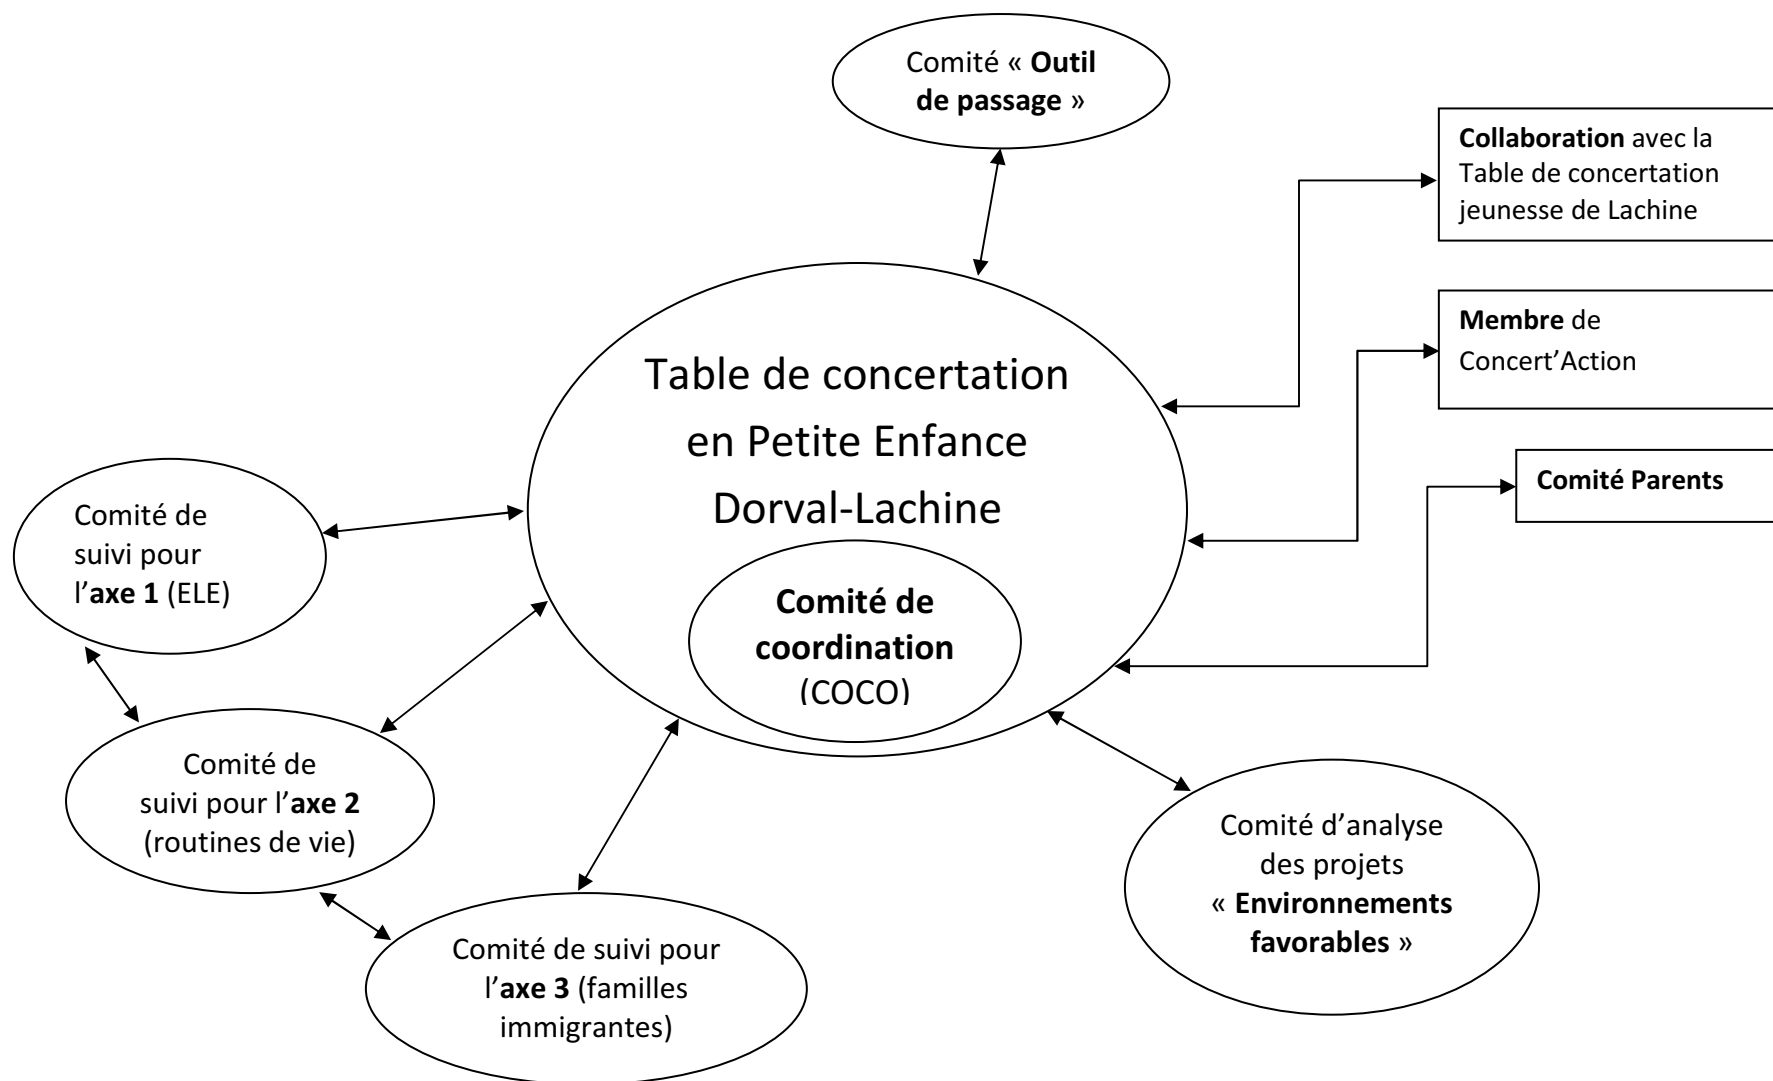 Comité « Outil
de passage »
Collaboration avec la
Table de concertation
jeunesse de Lachine
Membre de
Concert’Action
Comité Parents
Table de concertation
en Petite Enfance
Dorval-Lachine
Comité de
coordination
(COCO)
Comité de
suivi pour
l’axe 1 (ELE)
Comité de
suivi pour l’axe 2
(routines de vie)
Comité de suivi pour
l’axe 3 (familles
immigrantes)
Comité d’analyse
des projets
« Environnements
favorables »